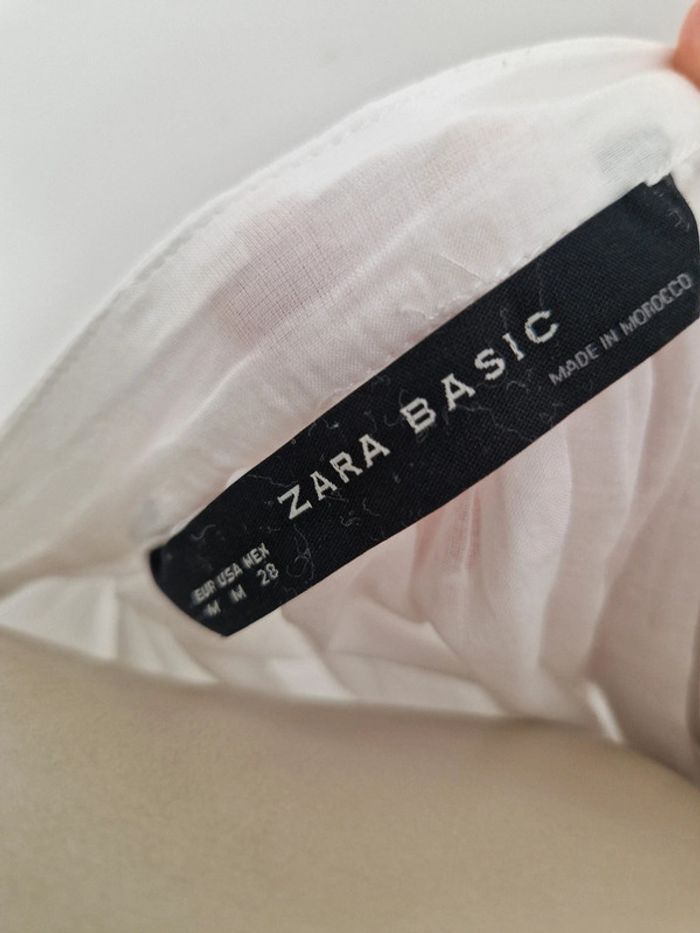 ZARA BASIC
MADE IN MOROCCO
EUR USA MEX
M M 28